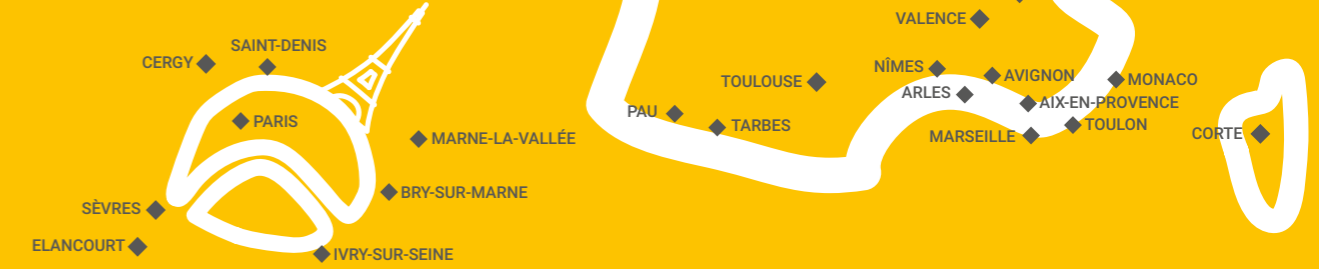 SAINT-DENIS
CERGY
PARIS
MARNE-LA-VALLÉE
BRY-SUR-MARNE
SÈVRES
ELANCOURT
IVRY-SUR-SEINE
VALENCE
NÎMES
AVIGNON
MONACO
TOULOUSE
ARLES
AIX-EN-PROVENCE
PAU
TARBES
TOULON
MARSEILLE
CORTE